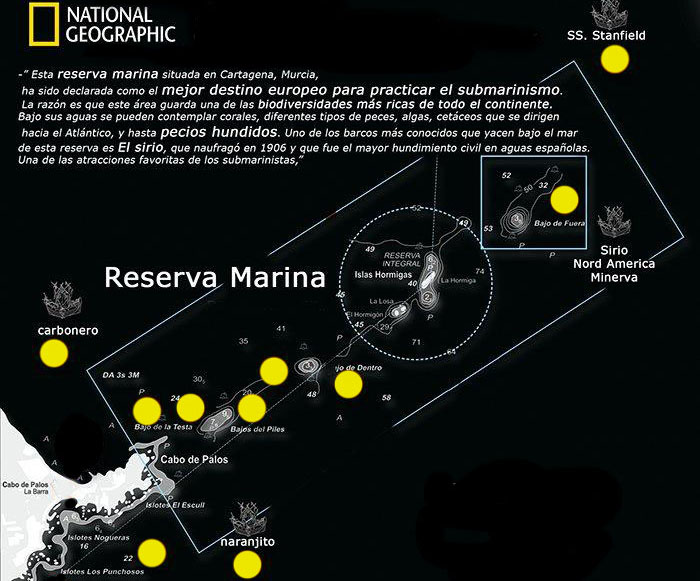 NATIONAL
GEOGRAPHIC
SS. Stanfield
-" Esta reserva marina situada en Cartagena, Murcia,
ha sido declarada como el mejor destino europeo para practicar el submarinismo.
La razón es que este área guarda una de las biodiversidades más ricas de todo el continente.
Bajo sus aguas se pueden contemplar corales, diferentes tipos de peces, algas, cetáceos que se dirigen
hacia el Atlántico, y hasta pecios hundidos. Uno de los barcos más conocidos que yacen bajo el mar
de esta reserva es El sirio, que naufragó en 1906 y que fue el mayor hundimiento civil en aguas españolas.
Una de las atracciones favoritas de los submarinistas,"
52
50
32
53
Bajo de Fuera
P
P
52
49
49
Sirio
Nord America
Minerva
RESERVA
INTEGRAL
Islas Hormigas
40
La Hormiga
74
Reserva Marina
45
La Losa
El Hormigón
45
29
P
71
64
carbonero
41
35
DA 3s 3M
30
jo de Dentro
48
58
P
24
20
A
Bajo de la Testa
Bajos del Piles
P
Cabo de Palos
A
A
Cabo de Palos
La Barra
P
Islotes El Escull
A
6
6
Islotes Nogueras
16
22
Islotes Los Punchosos
naranjito